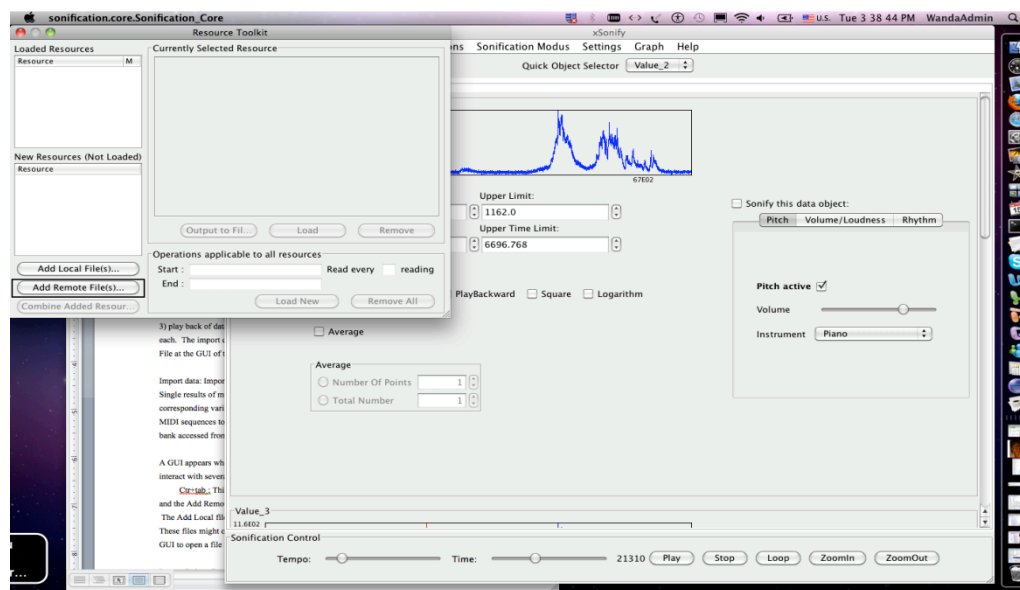 sonification.core.Sonification_Core
U.S. Tue 3 38 44 PM WandaAdmin
Resource Toolkit
Loaded Resources
Resource M
Currently Selected Resource
New Resources (Not Loaded)
Resource
Output to Fil...) Load Remove
Operations applicable to all resources
Start : Read every reading
End :
Load New Remove All
Add Local File(s)...
Add Remote File(s)...
Combine Added Resour...)
xSonify
ns Sonification Modus Settings Graph Help
Quick Object Selector Value_2
67E02
Upper Limit:
1162.0
Upper Time Limit:
6696.768
PlayBackward Square Logarithm
Average
Average
Number Of Points 1
Total Number 1
Sonify this data object:
Pitch Volume/Loudness Rhythm
Pitch active
Volume
Instrument Piano
3) play back of dat
each. The import
File at the GUI of
Import data: Impor
Single results of m
corresponding vari
MIDI sequences to
bank accessed from
A GUI appears wh
interact with seven
Ctr+tab : Thi
and the Add Remo
The Add Local fil
These files might
GUI to open a file
Value_3
11.6E02
Sonification Control
Tempo: Time: 21310 Play Stop Loop ZoomIn ZoomOut